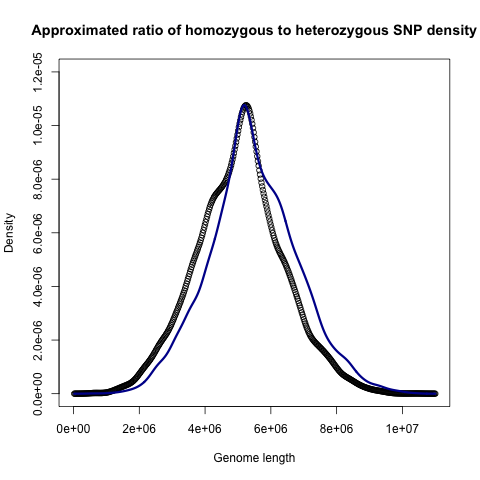 Approximated ratio of homozygous to heterozygous SNP density
1.2e-05
1.0e-05
8.0e-06
6.0e-06
4.0e-06
2.0e-06
0.0e+00
Density
0e+00 2e+06 4e+06 6e+06 8e+06 1e+07
Genome length